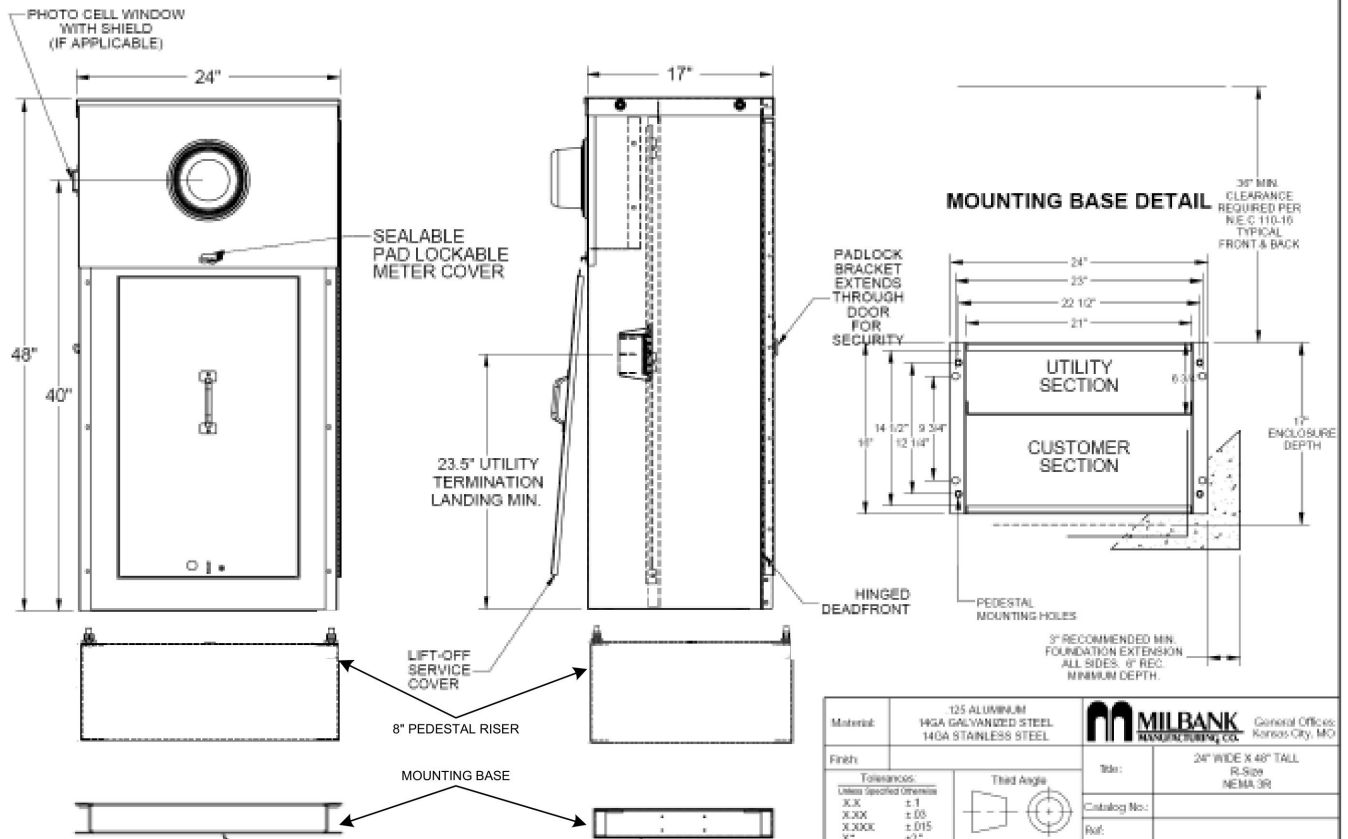 PHOTO CELL WINDOW
WITH SHIELD
(IF APPLICABLE)
24"
17"
48"
40"
SEALABLE
PAD LOCKABLE
METER COVER
PADLOCK
BRACKET
EXTENDS
THROUGH
DOOR
FOR
SECURITY
23.5" UTILITY
TERMINATION
LANDING MIN.
HINGED
DEADFRONT
LIFT-OFF
SERVICE
COVER
8" PEDESTAL RISER
MOUNTING BASE
MOUNTING BASE DETAIL
36" MIN.
CLEARANCE
REQUIRED PER
N.E.C 110-16
TYPICAL
FRONT & BACK
24"
23"
22 1/2"
21"
UTILITY
SECTION
6 3/4"
CUSTOMER
SECTION
16"
14 1/2"
12 1/4"
9 3/4"
17"
ENCLOSURE
DEPTH
PEDESTAL
MOUNTING HOLES
3" RECOMMENDED MIN.
FOUNDATION EXTENSION
ALL SIDES. 6" REC.
MINIMUM DEPTH.
Material:
.125 ALUMINUM
14GA GALVANIZED STEEL
14GA STAINLESS STEEL
MILBANK
MANUFACTURING CO.
General Offices:
Kansas City, MO
Finish:
Title:
24" WIDE X 48" TALL
R-Size
NEMA 3R
Tolerances:
Unless Specified Otherwise
X.X ±.1
X.XX ±.03
X.XXX ±.015
Third Angle
Catalog No.:
Ref: